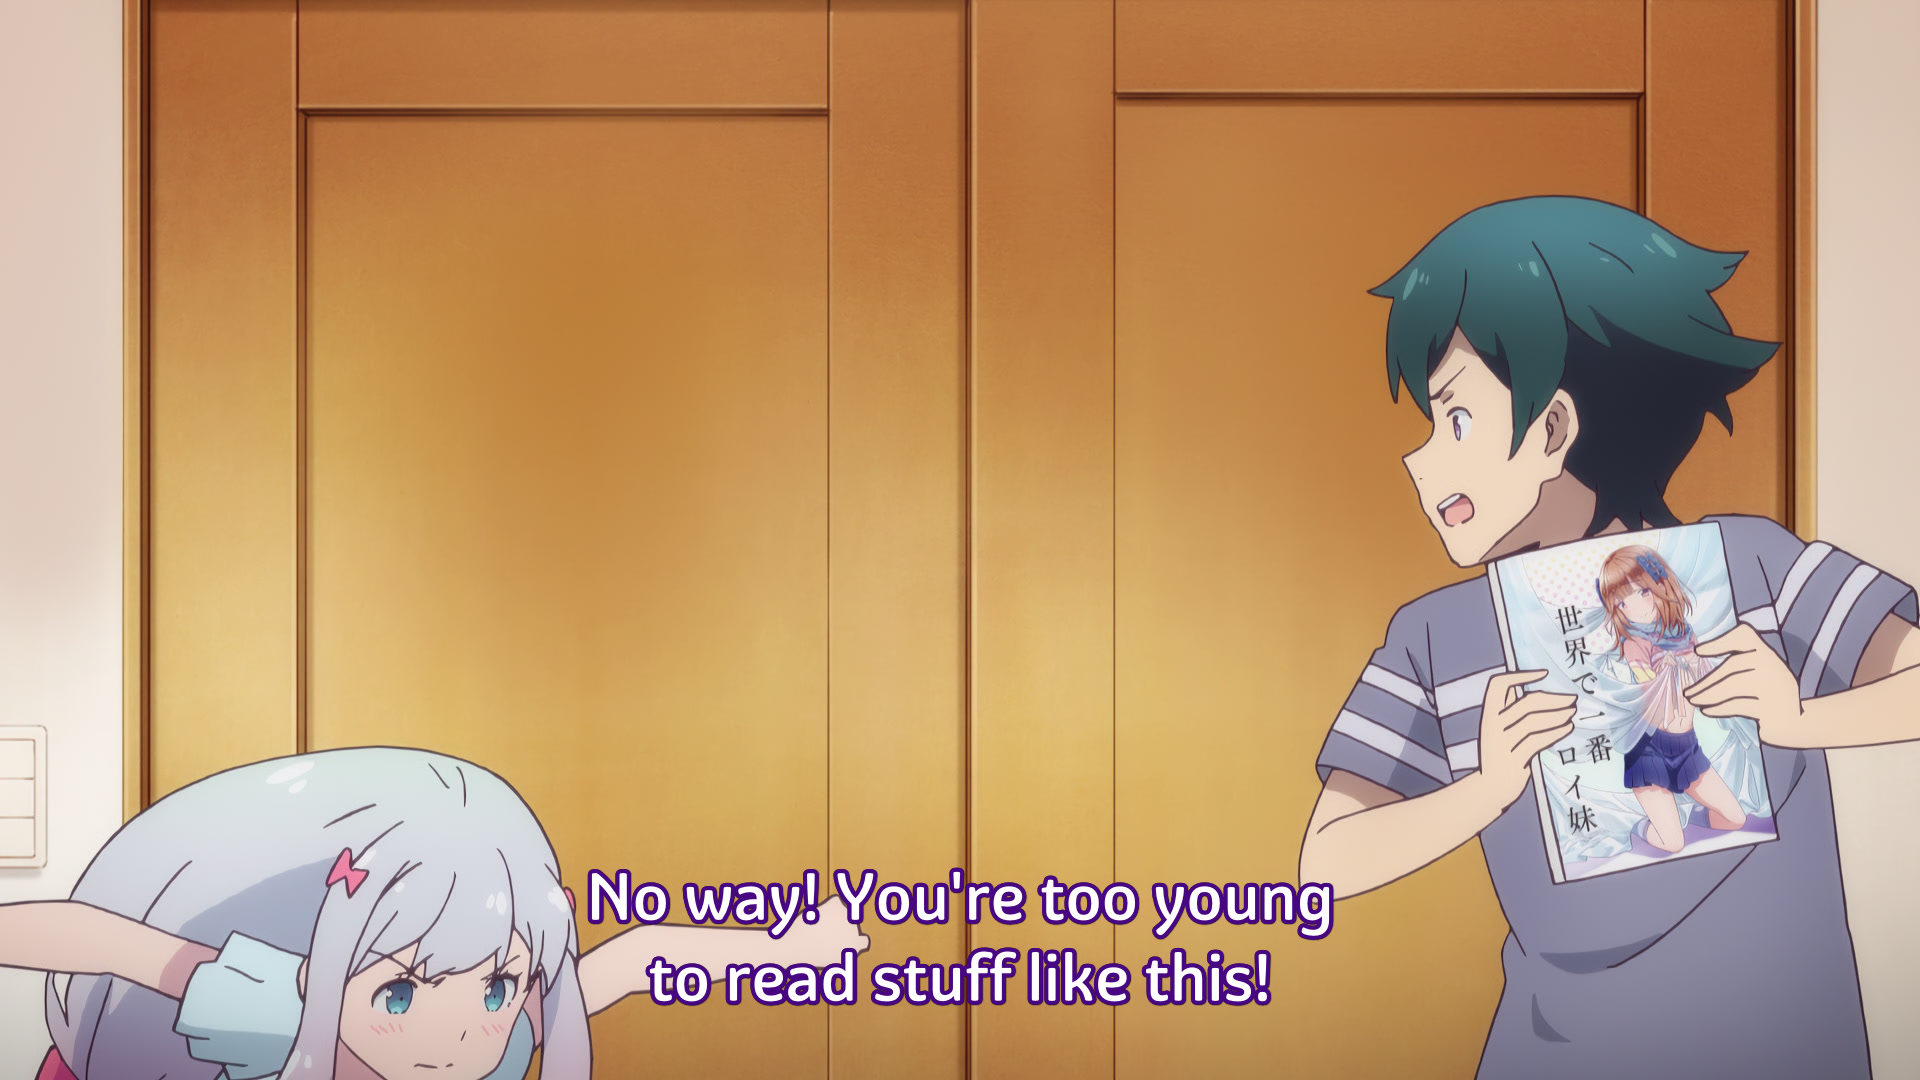 世界で一番
ロイ妹
No way! You're too young
to read stuff like this!